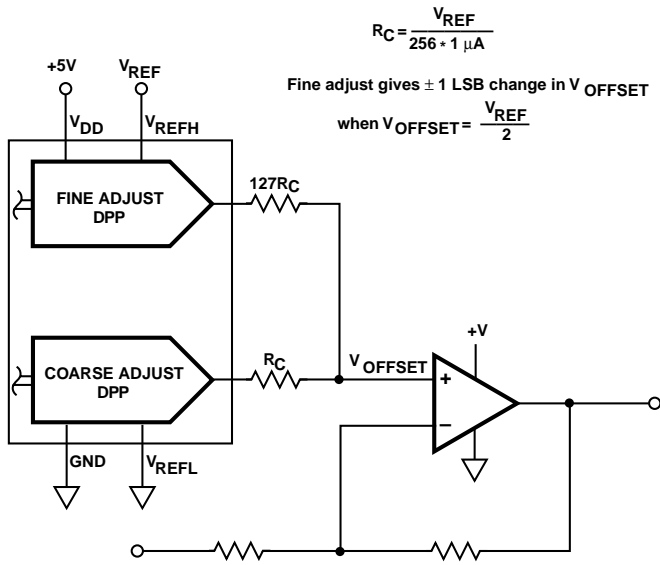 R_C = V_REF / 256 * 1 µA
Fine adjust gives ± 1 LSB change in V_OFFSET
when V_OFFSET = V_REF / 2
+5V
V_REF
V_DD
V_REFH
FINE ADJUST
DPP
127R_C
COARSE ADJUST
DPP
R_C
V_OFFSET
+V
+
−
GND
V_REFL